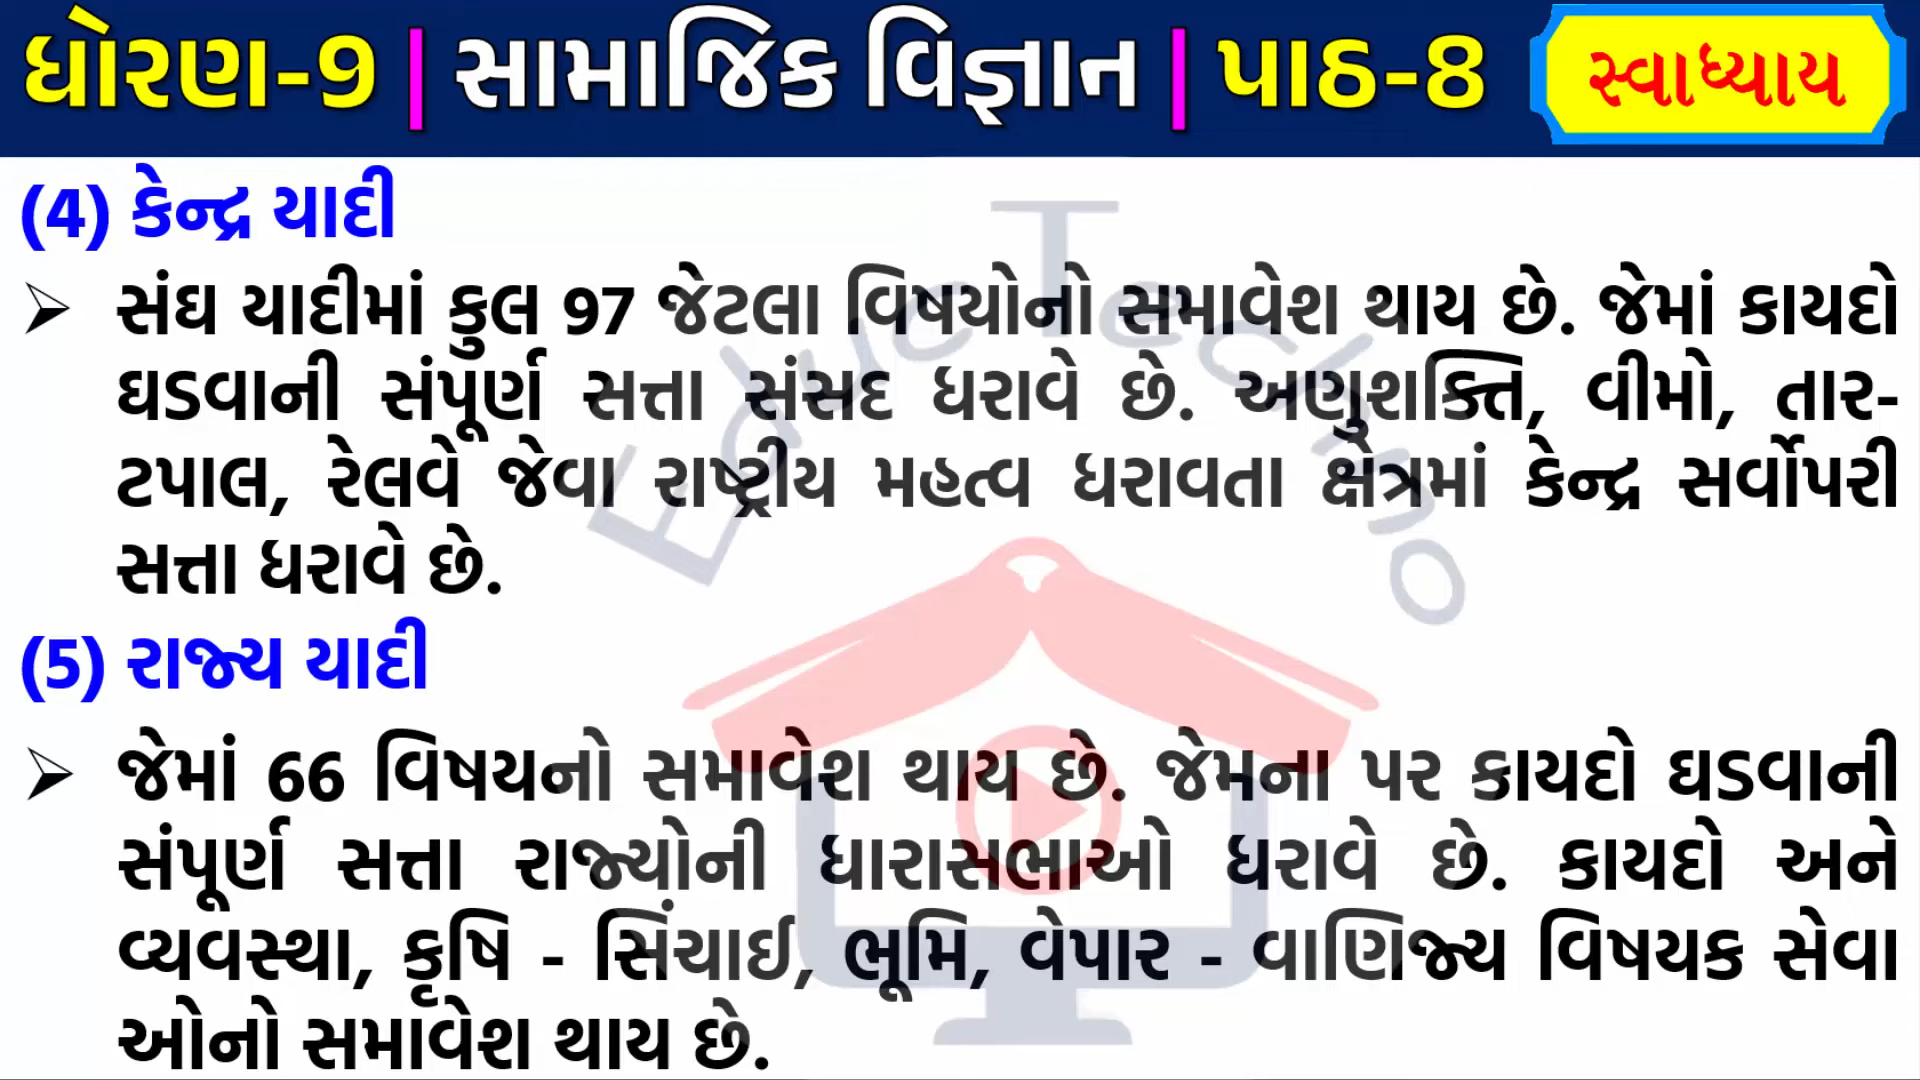 ધોરણ-9 | સામાજિક વિજ્ઞાન | પાઠ-8 સ્વાધ્યાય
(4) કેન્દ્ર યાદી
➢ સંઘ યાદીમાં કુલ 97 જેટલા વિષયોનો સમાવેશ થાય છે. જેમાં કાયદો
ઘડવાની સંપૂર્ણ સત્તા સંસદ ધરાવે છે. અણુશક્તિ, વીમો, તાર-
ટપાલ, રેલવે જેવા રાષ્ટ્રીય મહત્વ ધરાવતા ક્ષેત્રમાં કેન્દ્ર સર્વોપરી
સત્તા ધરાવે છે.
(5) રાજ્ય યાદી
➢ જેમાં 66 વિષયનો સમાવેશ થાય છે. જેમના પર કાયદો ઘડવાની
સંપૂર્ણ સત્તા રાજ્યોની ધારાસભાઓ ધરાવે છે. કાયદો અને
વ્યવસ્થા, કૃષિ - સિંચાઈ, ભૂમિ, વેપાર - વાણિજ્ય વિષયક સેવા
ઓનો સમાવેશ થાય છે.
Educ Techno